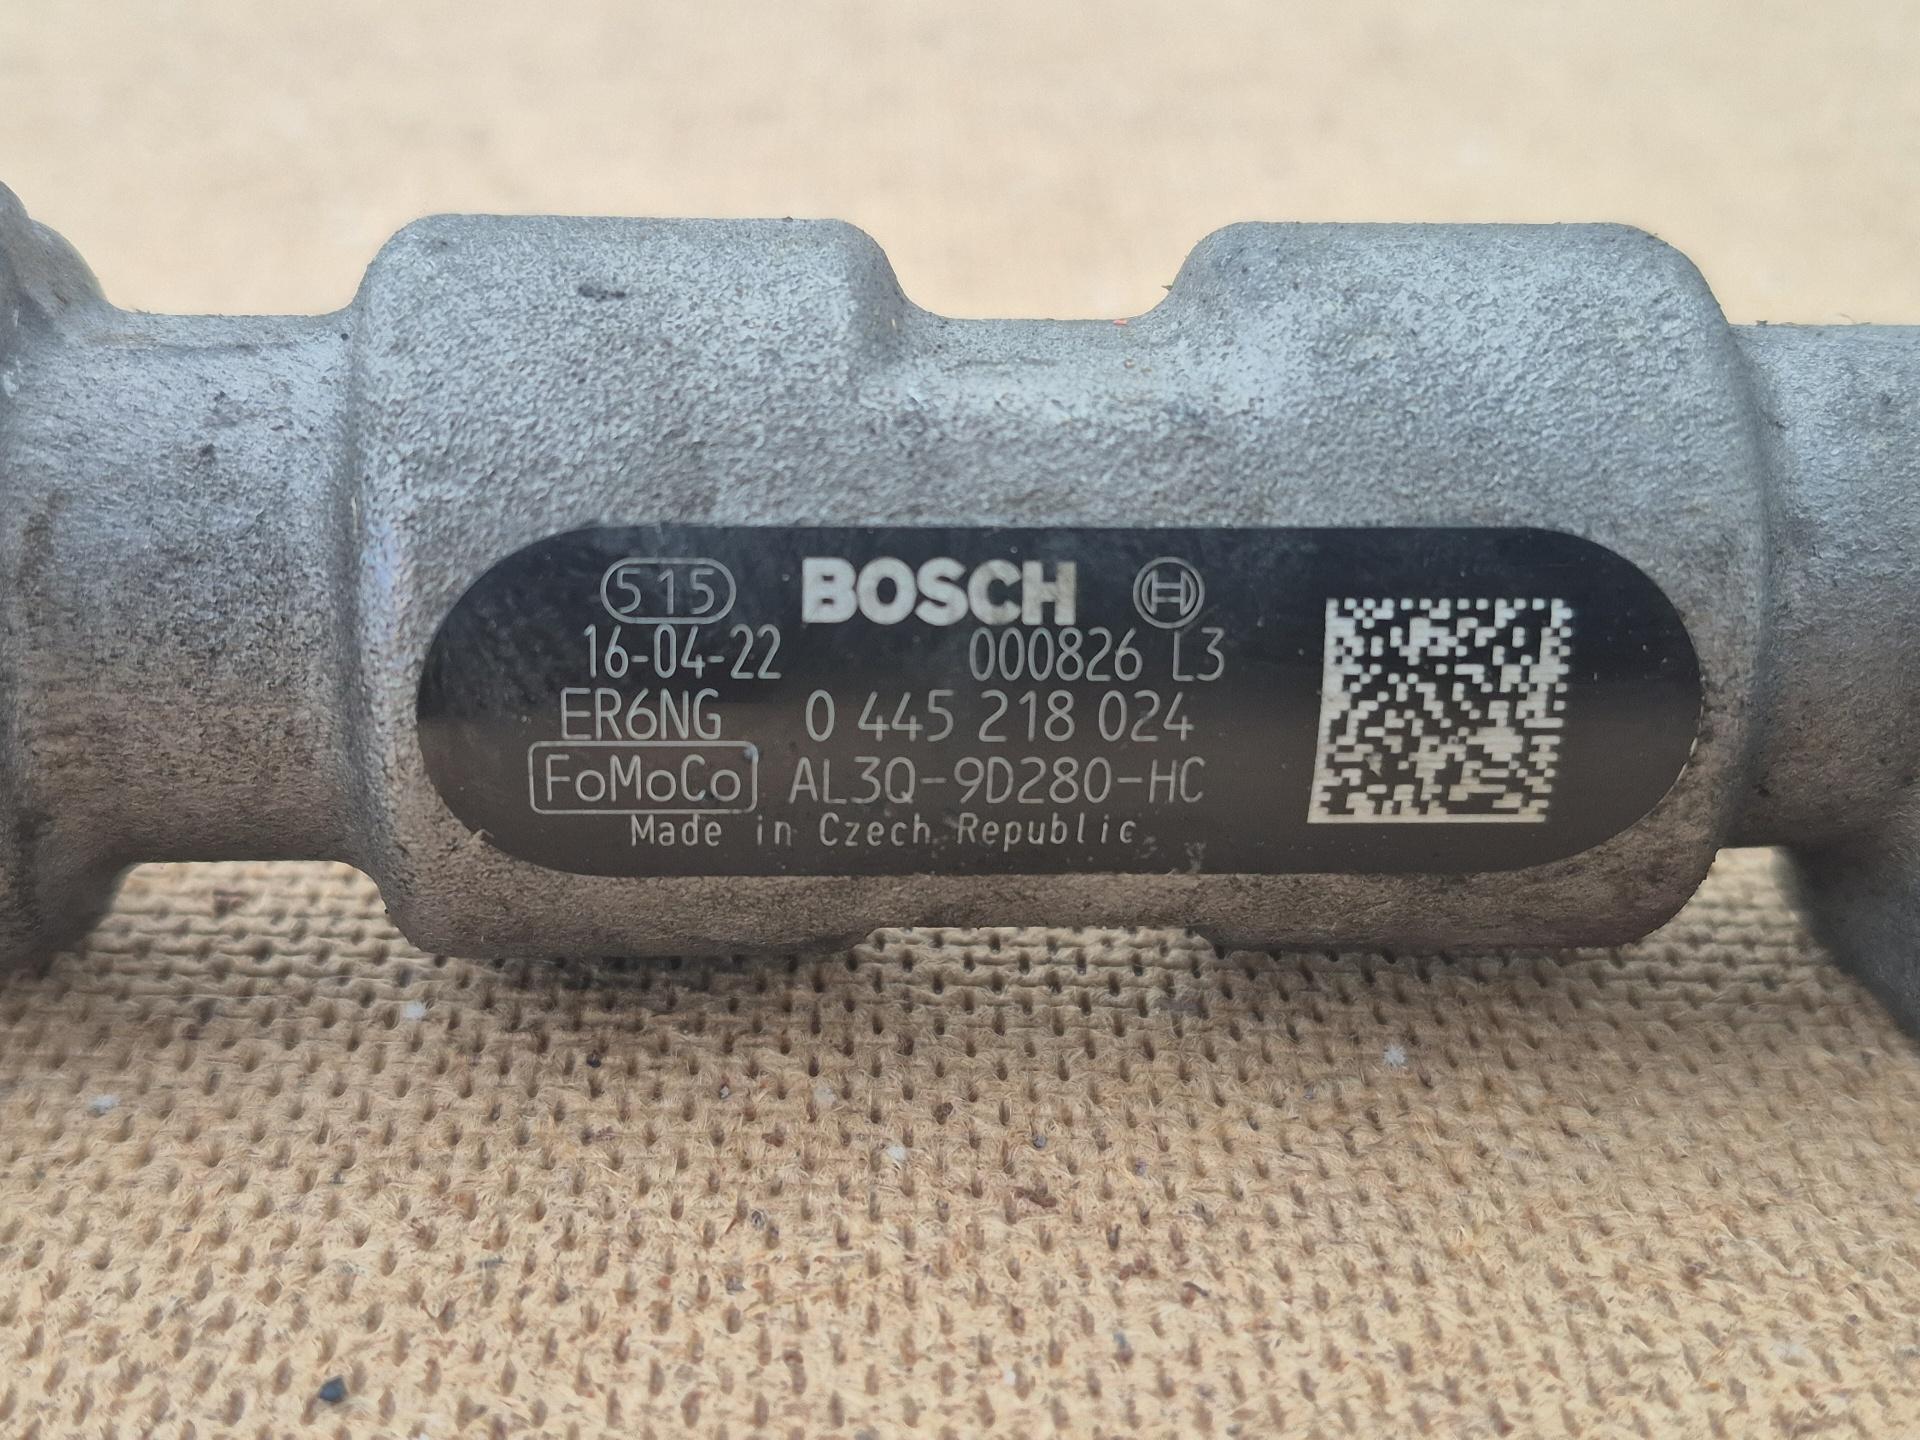 515 BOSCH
16-04-22 000826 L3
ER6NG 0 445 218 024
FoMoCo AL3Q-9D280-HC
Made in Czech Republic